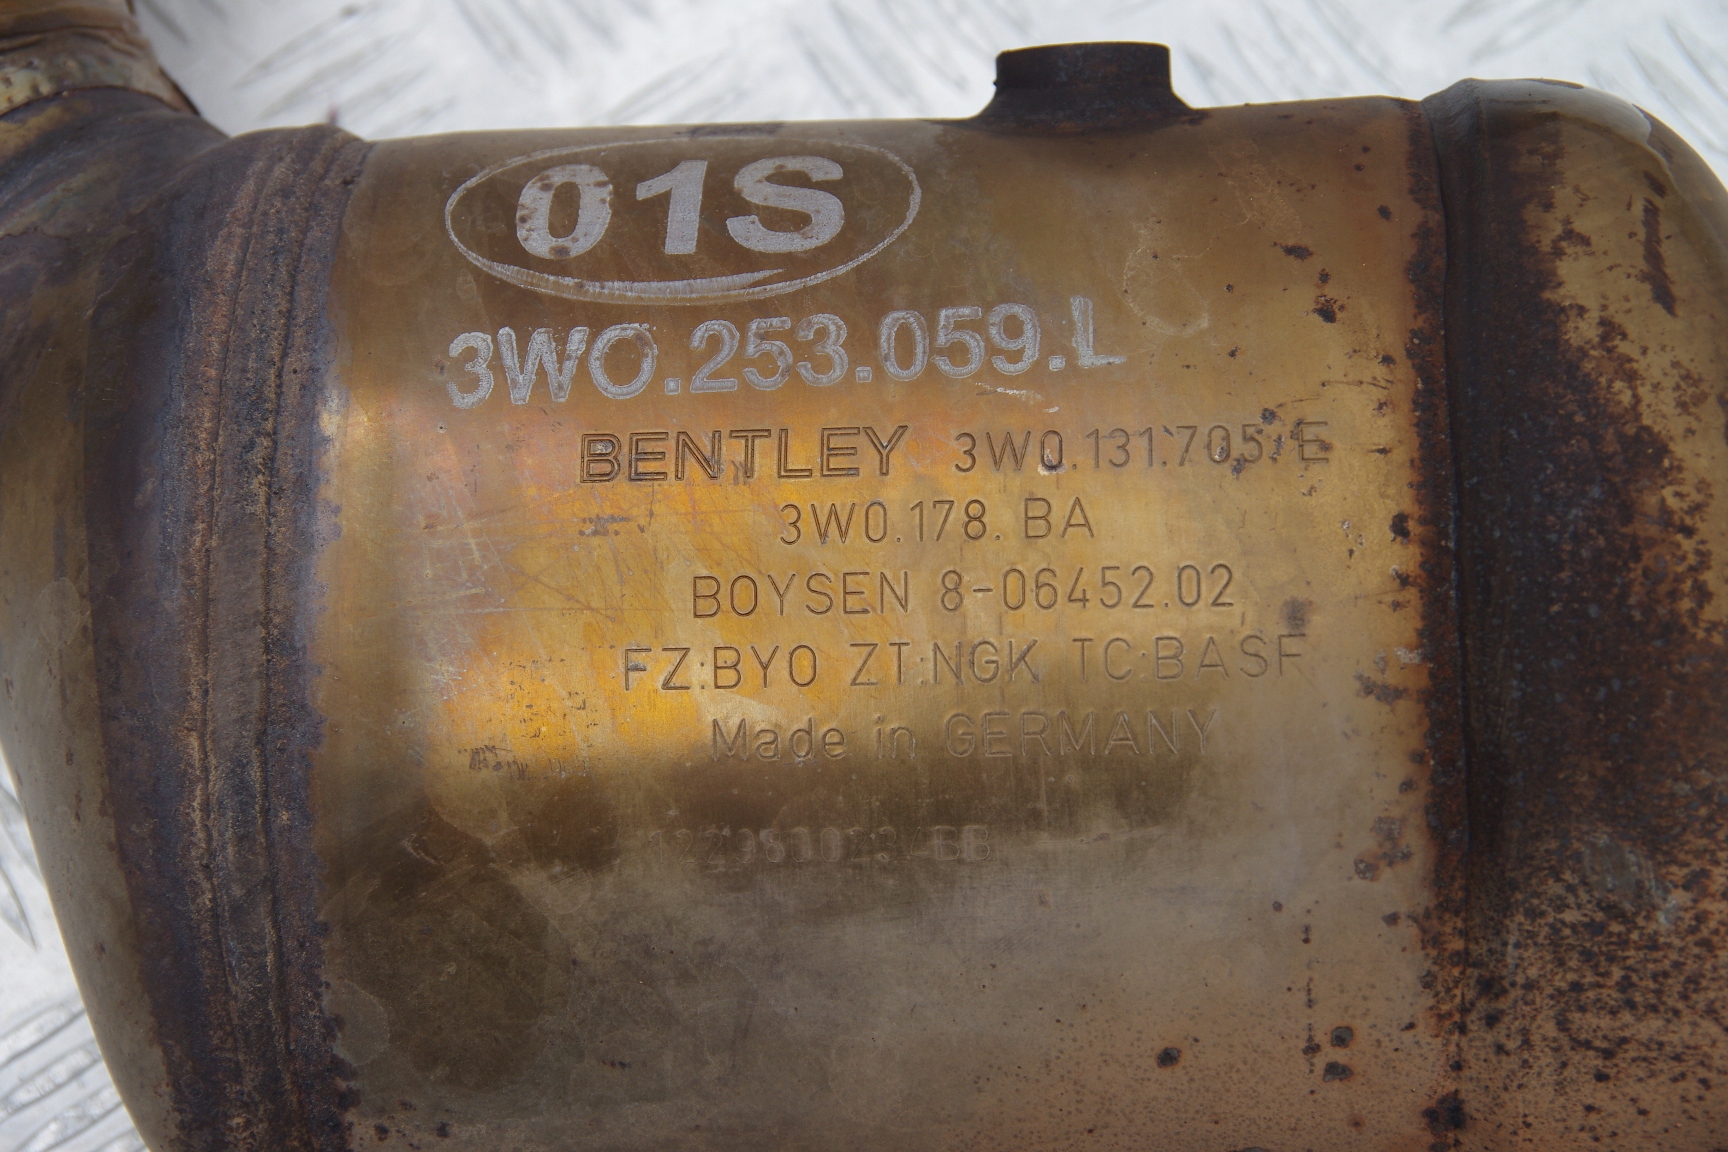 01S
3W0.253.059.L
BENTLEY 3W0.131.705.E
3W0.178.BA
BOYSEN 8-06452.02
FZ:BYO ZT:NGK TC:BASF
Made in GERMANY